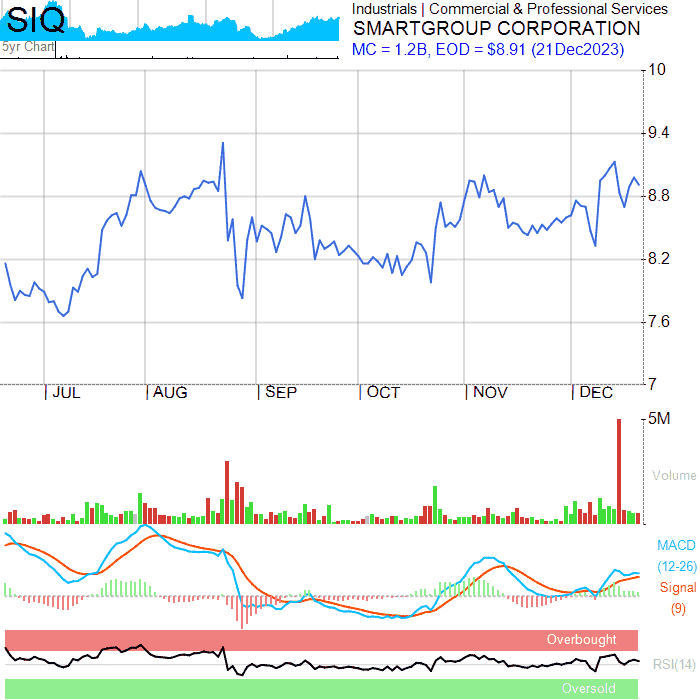 SIQ
5yr Chart
Industrials | Commercial & Professional Services
SMARTGROUP CORPORATION
MC = 1.2B, EOD = $8.91 (21Dec2023)
10
9.4
8.8
8.2
7.6
7
JUL AUG SEP OCT NOV DEC
5M
Volume
MACD
(12-26)
Signal
(9)
Overbought
RSI(14)
Oversold